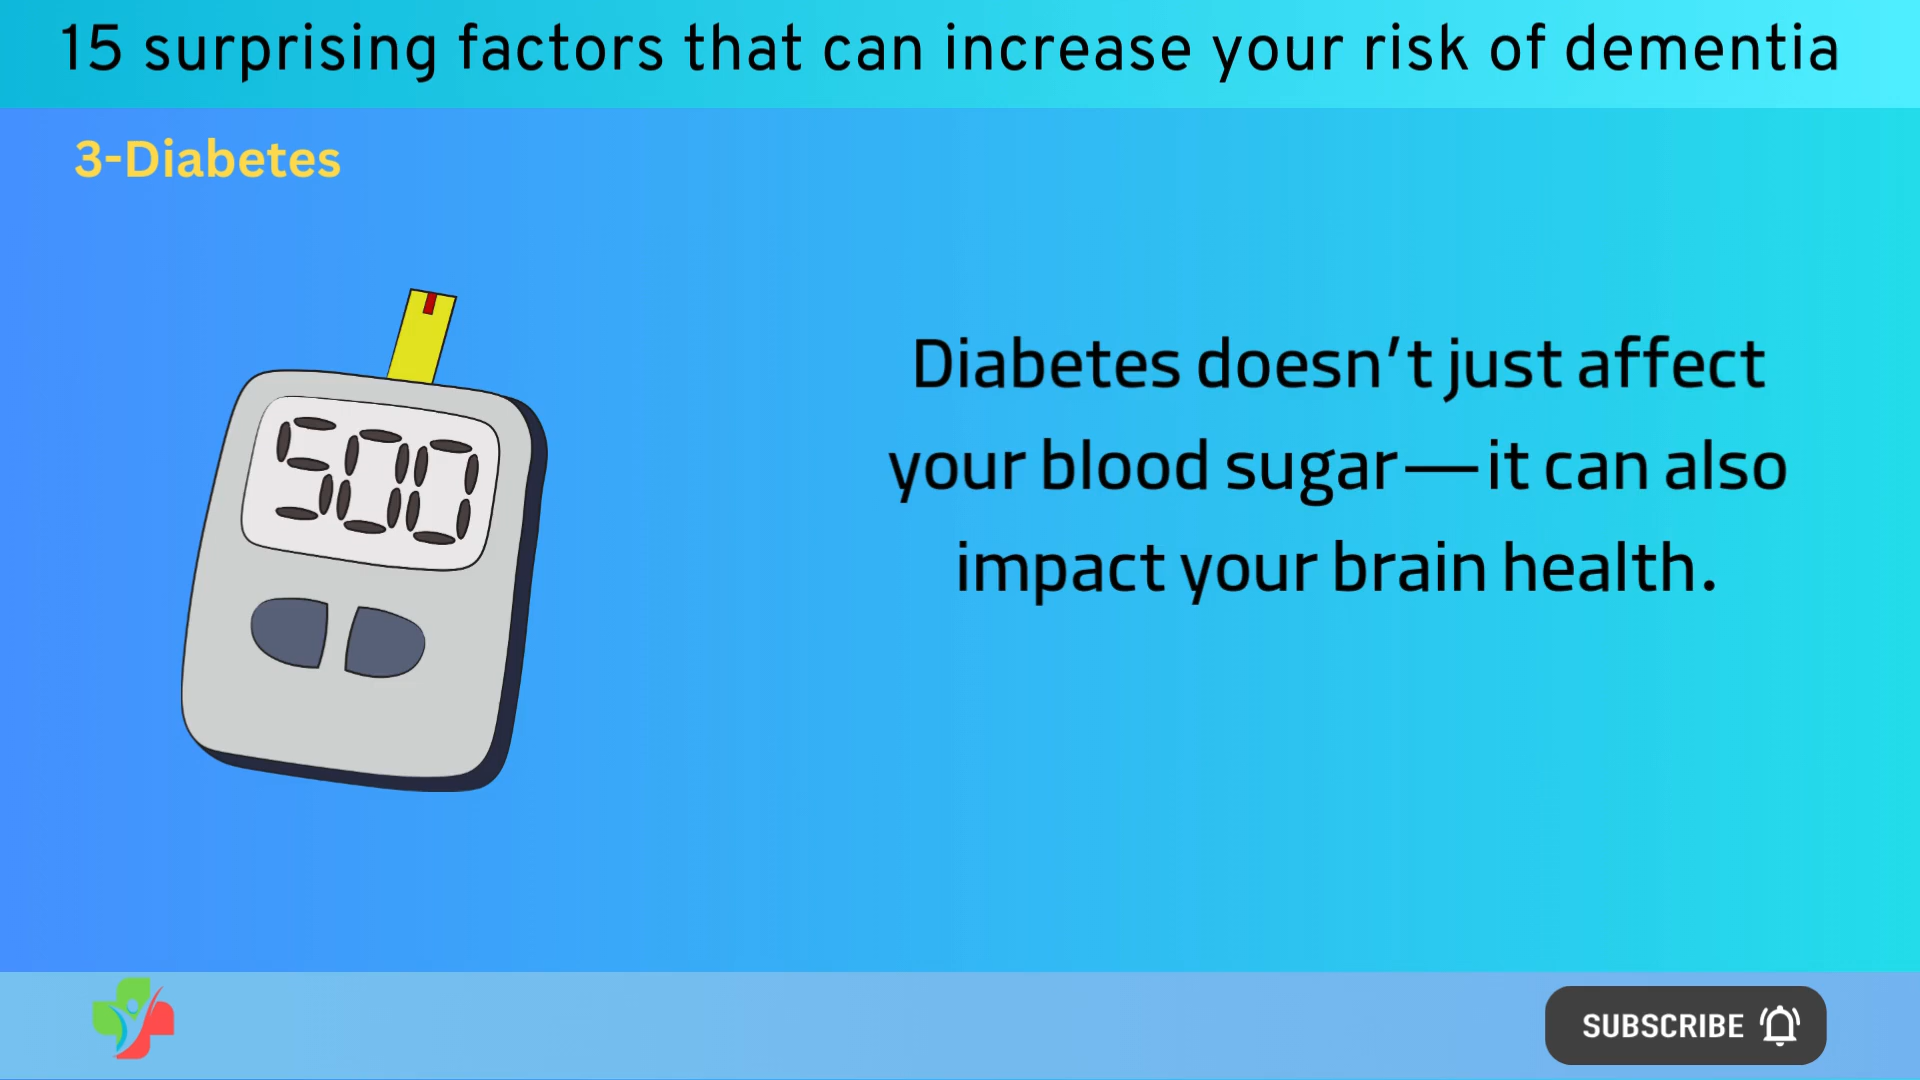 15 surprising factors that can increase your risk of dementia
3-Diabetes
500
Diabetes doesn't just affect
your blood sugar—it can also
impact your brain health.
SUBSCRIBE